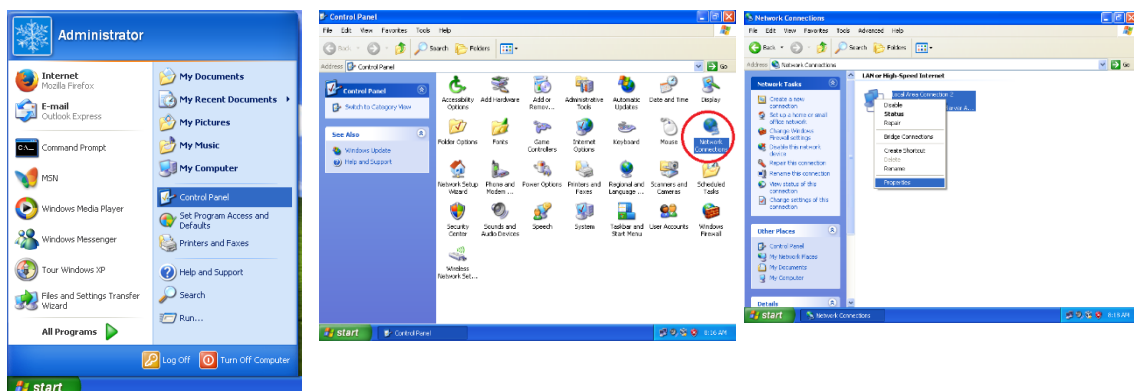 Administrator
Internet
Mozilla Firefox
E-mail
Outlook Express
Command Prompt
MSN
Windows Media Player
Windows Messenger
Tour Windows XP
Files and Settings Transfer
Wizard
All Programs
My Documents
My Recent Documents
My Pictures
My Music
My Computer
Control Panel
Set Program Access and
Defaults
Printers and Faxes
Help and Support
Search
Run...
Log Off
Turn Off Computer
start
Control Panel
File Edit View Favorites Tools Help
Back Search Folders
Address Control Panel Go
Control Panel
Switch to Category View
See Also
Windows Update
Help and Support
Accessibility
Options
Add Hardware
Add or
Remov...
Administrative
Tools
Automatic
Updates
Date and Time
Display
Folder Options
Fonts
Game
Controllers
Internet
Options
Keyboard
Mouse
Network
Connections
Network Setup
Wizard
Phone and
Modem ...
Power Options
Printers and
Faxes
Regional and
Language ...
Scanners and
Cameras
Scheduled
Tasks
Security
Center
Sounds and
Audio Devices
Speech
System
Taskbar and
Start Menu
User Accounts
Windows
Firewall
Wireless
Network Set...
start
Control Panel
8:16 AM
Network Connections
File Edit View Favorites Tools Advanced Help
Back Search Folders
Address Network Connections Go
Network Tasks
Create a new
connection
Set up a home or small
office network
Change Windows
Firewall settings
Disable this network
device
Repair this connection
Rename this connection
View status of this
connection
Change settings of this
connection
Other Places
Control Panel
My Network Places
My Documents
My Computer
Details
LAN or High-Speed Internet
Local Area Connection 2
Disable
Status
Repair
Bridge Connections
Create Shortcut
Delete
Rename
Properties
start
Network Connections